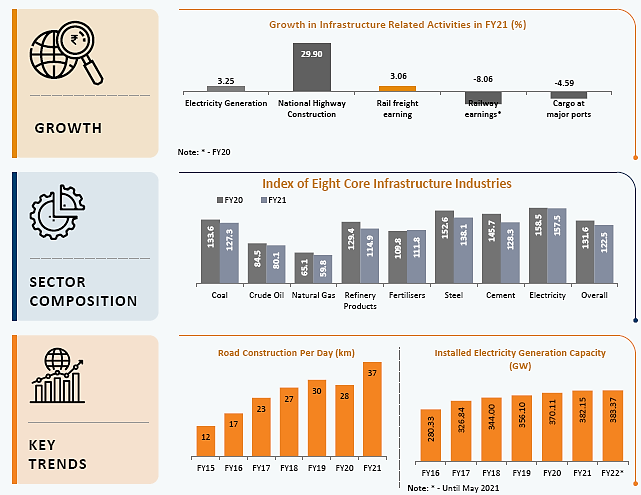 ₹
GROWTH
Growth in Infrastructure Related Activities in FY21 (%)
3.25
29.90
3.06
-8.06
-4.59
Electricity Generation
National Highway
Construction
Rail freight
earning
Railway
earnings*
Cargo at
major ports
Note: * - FY20
SECTOR
COMPOSITION
Index of Eight Core Infrastructure Industries
FY20 FY21
133.6 127.3 84.5 80.1 65.1 59.8 129.4 114.9 109.8 111.8 152.6 138.1 145.7 128.3 158.5 157.5 131.6 122.5
Coal
Crude Oil
Natural Gas
Refinery
Products
Fertilisers
Steel
Cement
Electricity
Overall
KEY
TRENDS
Road Construction Per Day (km)
12 17 23 27 30 28 37
FY15 FY16 FY17 FY18 FY19 FY20 FY21
Installed Electricity Generation Capacity
(GW)
280.33 326.84 344.00 356.10 370.11 382.15 383.37
FY16 FY17 FY18 FY19 FY20 FY21 FY22*
Note: * - Until May 2021